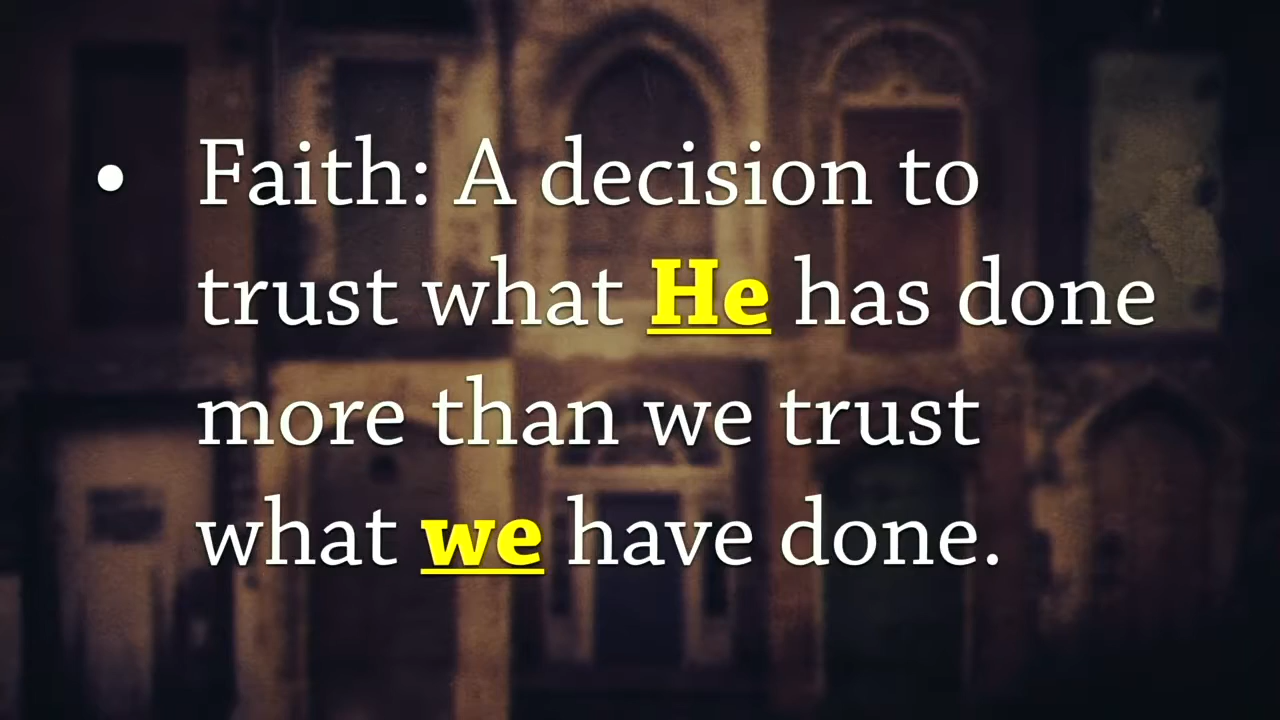 • Faith: A decision to
trust what He has done
more than we trust
what we have done.